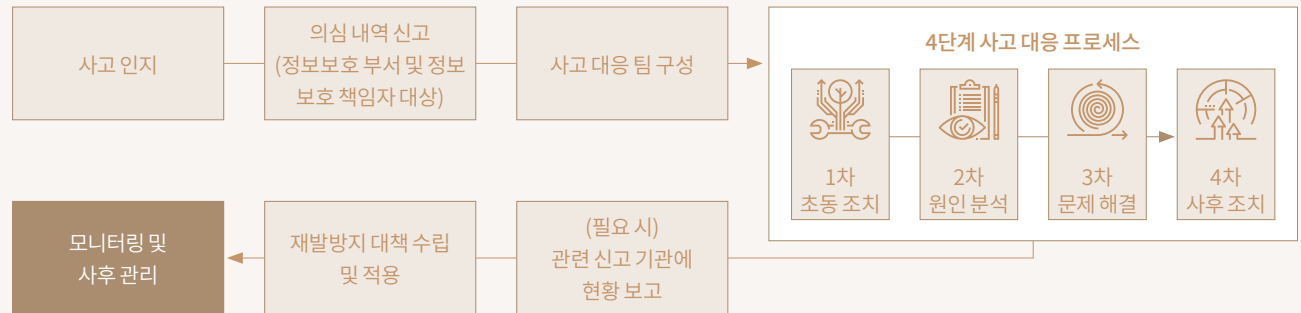 사고 인지
의심 내역 신고
(정보보호 부서 및 정보
보호 책임자 대상)
사고 대응 팀 구성
4단계 사고 대응 프로세스
1차
초동 조치
2차
원인 분석
3차
문제 해결
4차
사후 조치
(필요 시)
관련 신고 기관에
현황 보고
재발방지 대책 수립
및 적용
모니터링 및
사후 관리